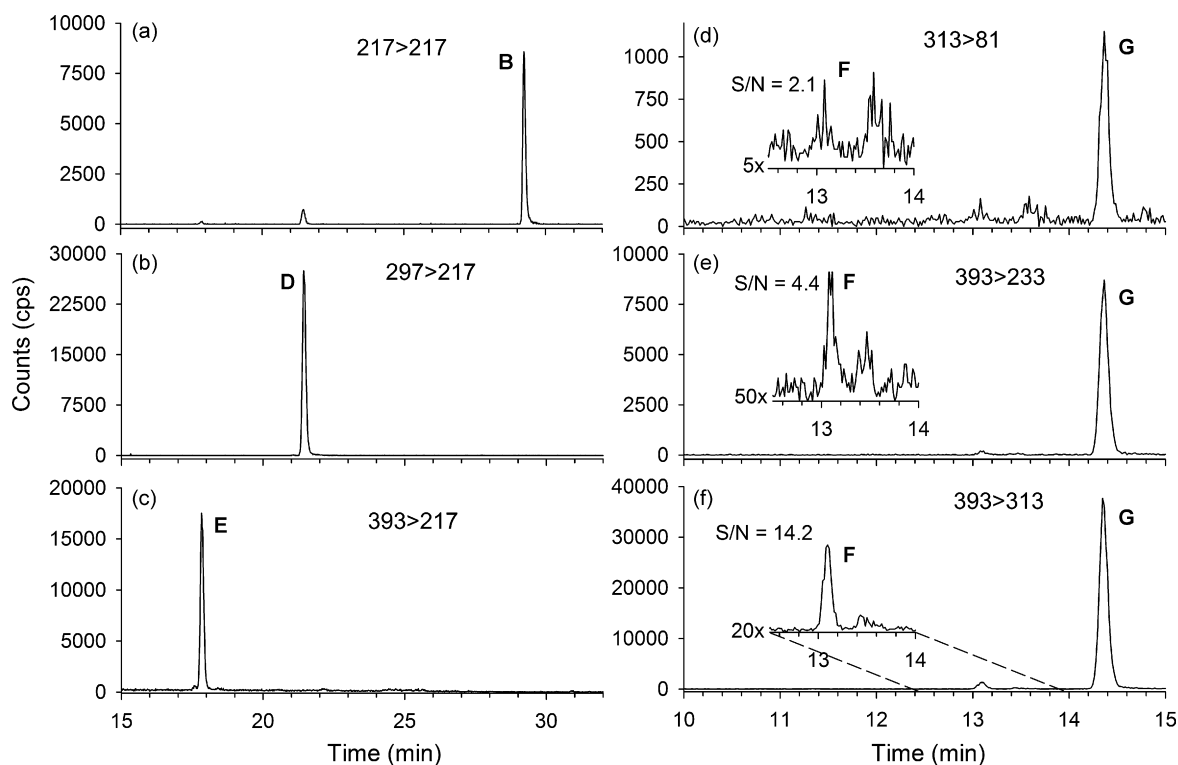 Counts (cps)
(a)
217>217
B
10000
7500
5000
2500
0
(b)
297>217
D
30000
22500
15000
7500
0
(c)
393>217
E
20000
15000
10000
5000
0
15 20 25 30
Time (min)
(d)
313>81
G
F
S/N = 2.1
5x
13 14
1000
750
500
250
0
(e)
393>233
G
S/N = 4.4 F
50x
13 14
10000
7500
5000
2500
0
(f)
393>313
G
S/N = 14.2
F
20x
13 14
40000
30000
20000
10000
0
10 11 12 13 14 15
Time (min)